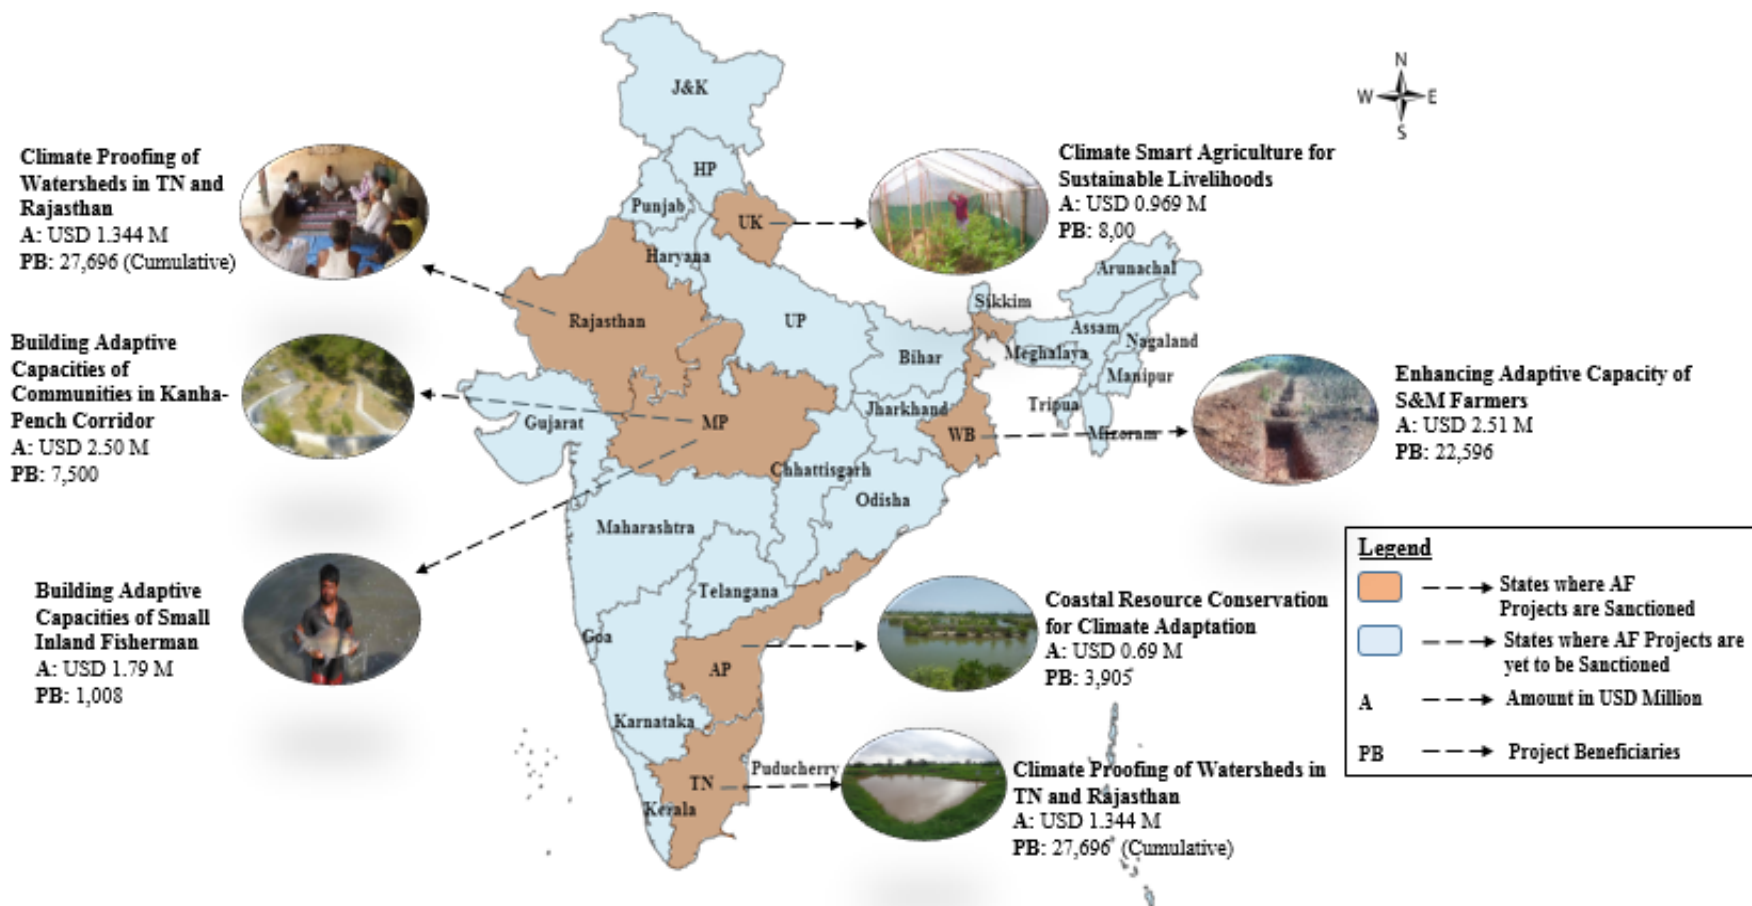 Climate Proofing of
Watersheds in TN and
Rajasthan
A: USD 1.344 M
PB: 27,696 (Cumulative)
Building Adaptive
Capacities of
Communities in Kanha-
Pench Corridor
A: USD 2.50 M
PB: 7,500
Building Adaptive
Capacities of Small
Inland Fisherman
A: USD 1.79 M
PB: 1,008
J&K
HP
Punjab
UK
Haryana
Rajasthan
UP
Bihar
Sikkim
Arunachal
Assam
Nagaland
Meghalaya
Manipur
Tripua
Mizoram
Jharkhand
WB
Gujarat
MP
Chhattisgarh
Odisha
Maharashtra
Telangana
Goa
AP
Karnataka
TN
Puducherry
Kerala
Climate Smart Agriculture for
Sustainable Livelihoods
A: USD 0.969 M
PB: 8,00
N
W
E
S
Enhancing Adaptive Capacity of
S&M Farmers
A: USD 2.51 M
PB: 22,596
Coastal Resource Conservation
for Climate Adaptation
A: USD 0.69 M
PB: 3,905
Climate Proofing of Watersheds in
TN and Rajasthan
A: USD 1.344 M
PB: 27,696 (Cumulative)
Legend
States where AF
Projects are Sanctioned
States where AF Projects are
yet to be Sanctioned
A Amount in USD Million
PB Project Beneficiaries